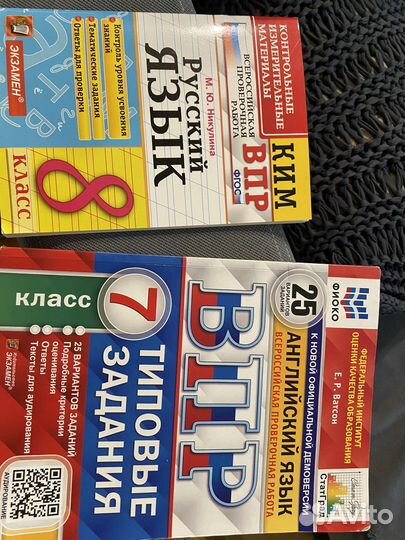 КОНТРОЛЬНЫЕ
ИЗМЕРИТЕЛЬНЫЕ
МАТЕРИАЛЫ
КИМ
ВСЕРОССИЙСКАЯ
ПРОВЕРОЧНАЯ
РАБОТА
ВПР
ФГОС
М. Ю. Никулина
Русский
ЯЗЫК
• Контроль уровня усвоения
знаний
• Тематические задания
• Ответы для проверки
ЭКЗАМЕН®
8
класс
ФИОКО
ФЕДЕРАЛЬНЫЙ ИНСТИТУТ
ОЦЕНКИ КАЧЕСТВА ОБРАЗОВАНИЯ
Е. Р. Ватсон
СтатГрад
25
ВАРИАНТОВ
ЗАДАНИЙ
К НОВОЙ ОФИЦИАЛЬНОЙ ДЕМОВЕРСИИ
АНГЛИЙСКИЙ ЯЗЫК
ВСЕРОССИЙСКАЯ ПРОВЕРОЧНАЯ РАБОТА
ВПР
7
КЛАСС
ТИПОВЫЕ
ЗАДАНИЯ
25 ВАРИАНТОВ ЗАДАНИЙ
Подробные критерии
оценивания
Ответы
Тексты для аудирования
ЭКЗАМЕН®
АУДИРОВАНИЕ
Avito